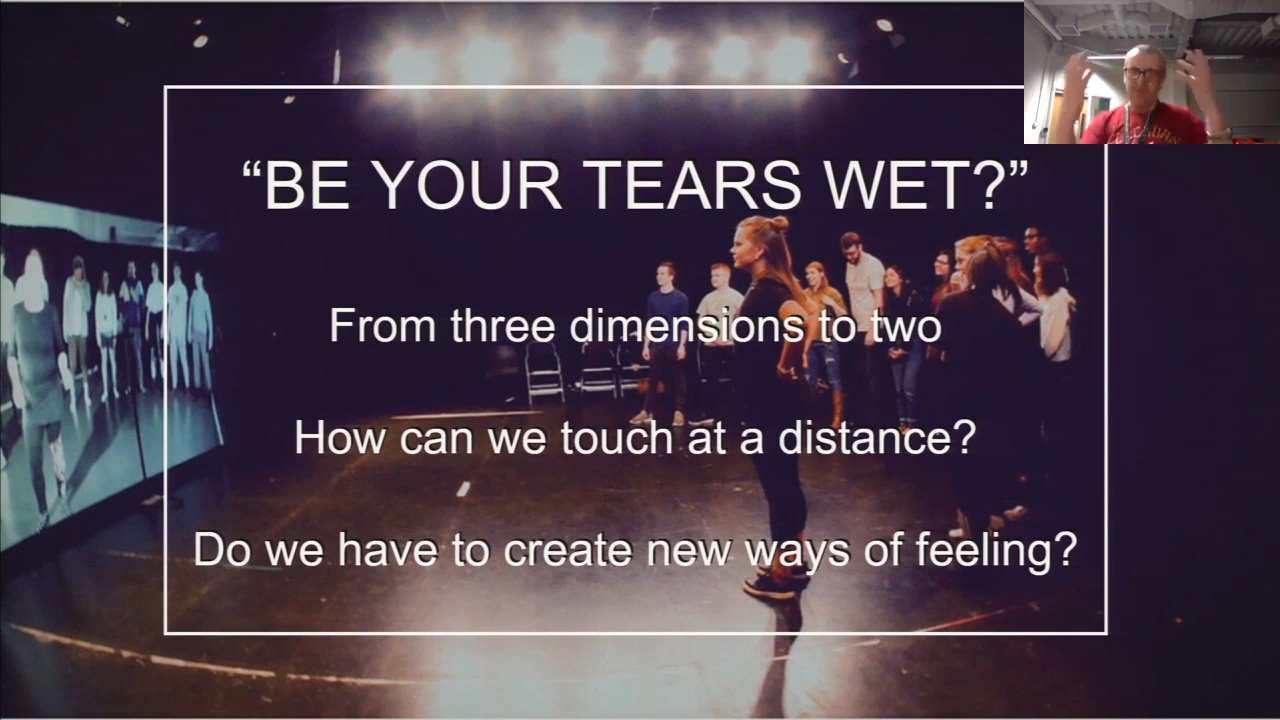 “BE YOUR TEARS WET?”
From three dimensions to two
How can we touch at a distance?
Do we have to create new ways of feeling?